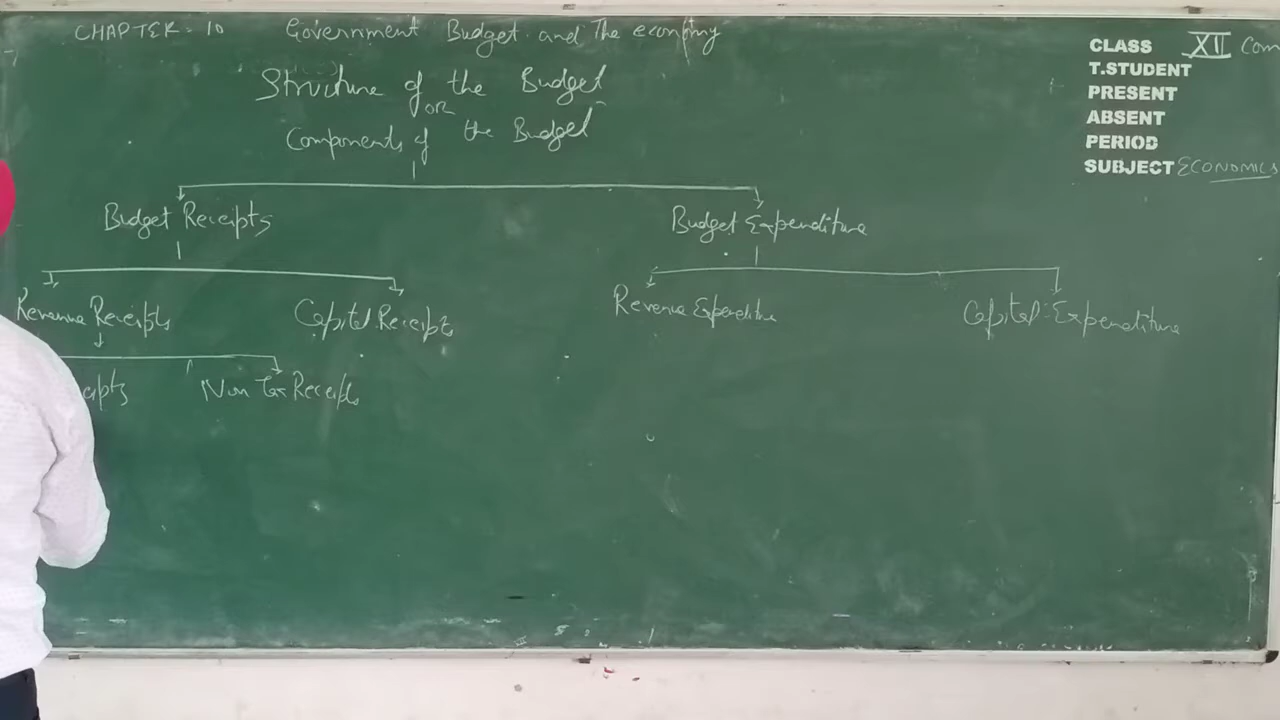 CHAPTER- 10 Government Budget and The economy
CLASS XII Com
T.STUDENT
PRESENT
ABSENT
PERIOD
SUBJECT ECONOMICS
Structure of the Budget
OR
Components of the Budget
Budget Receipts Budget Expenditure
Revenue Receipts Capital Receipts Revenue Expenditure Capital Expenditure
eipts Non Tax Receipts